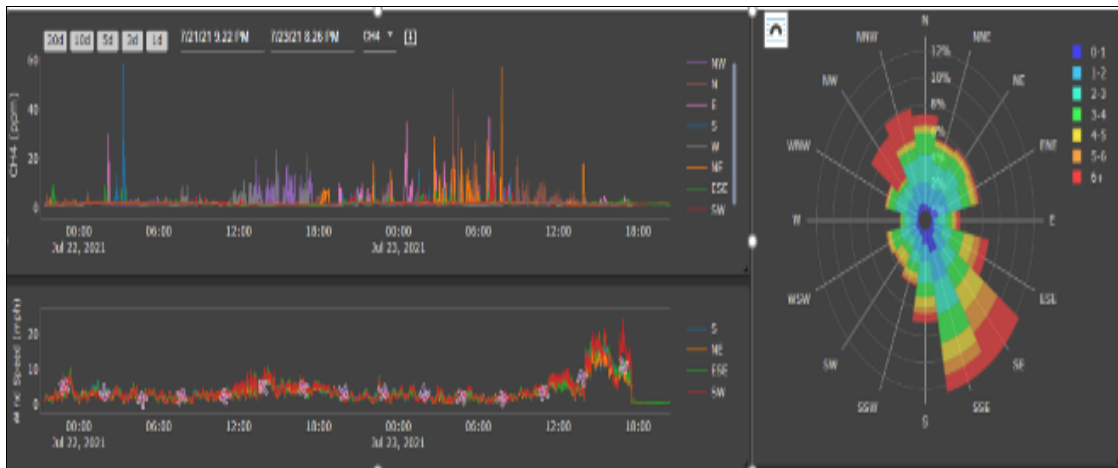 30d 10d 5d 3d 1d 7/21/21 9.22 PM 7/23/21 8.26 PM CH4
CH4 [ppm]
60
40
20
0
00:00 06:00 12:00 18:00 00:00 06:00 12:00 18:00
Jul 22, 2021 Jul 23, 2021
NW
N
E
S
W
NE
ESE
SW
Wind Speed [mph]
20
10
0
00:00 06:00 12:00 18:00 00:00 06:00 12:00 18:00
Jul 22, 2021 Jul 23, 2021
S
NE
ESE
SW
N
NNE
NE
ENE
E
ESE
SE
SSE
S
SSW
SW
WSW
W
WNW
NW
NNW
12%
10%
8%
6%
0-1
1-2
2-3
3-4
4-5
5-6
6+